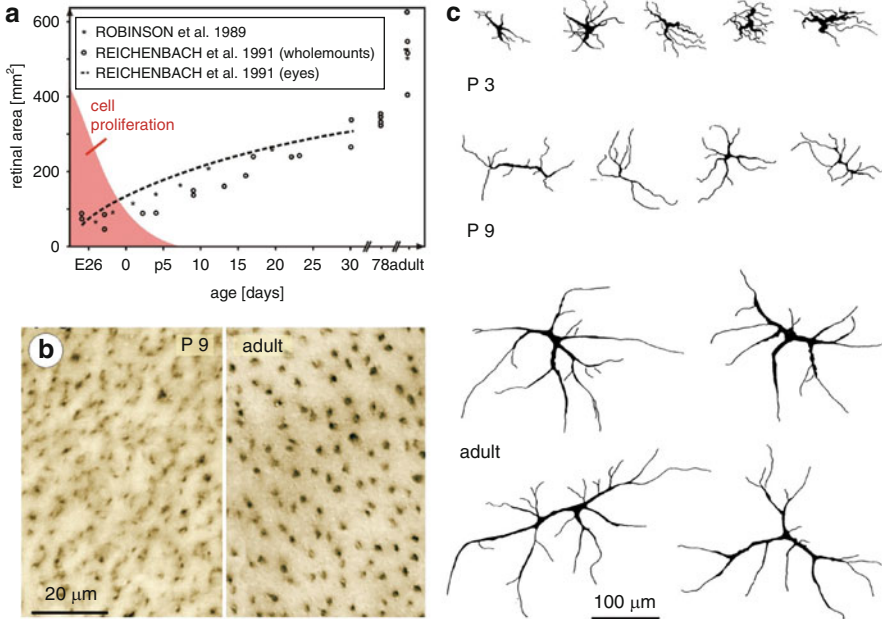 a
600
400
200
0
retinal area [mm²]
* ROBINSON et al. 1989
REICHENBACH et al. 1991 (wholemounts)
REICHENBACH et al. 1991 (eyes)
cell
proliferation
E26 0 p5 10 15 20 25 30 78 adult
age [days]
b
P 9
adult
20 μm
c
P 3
P 9
adult
100 μm